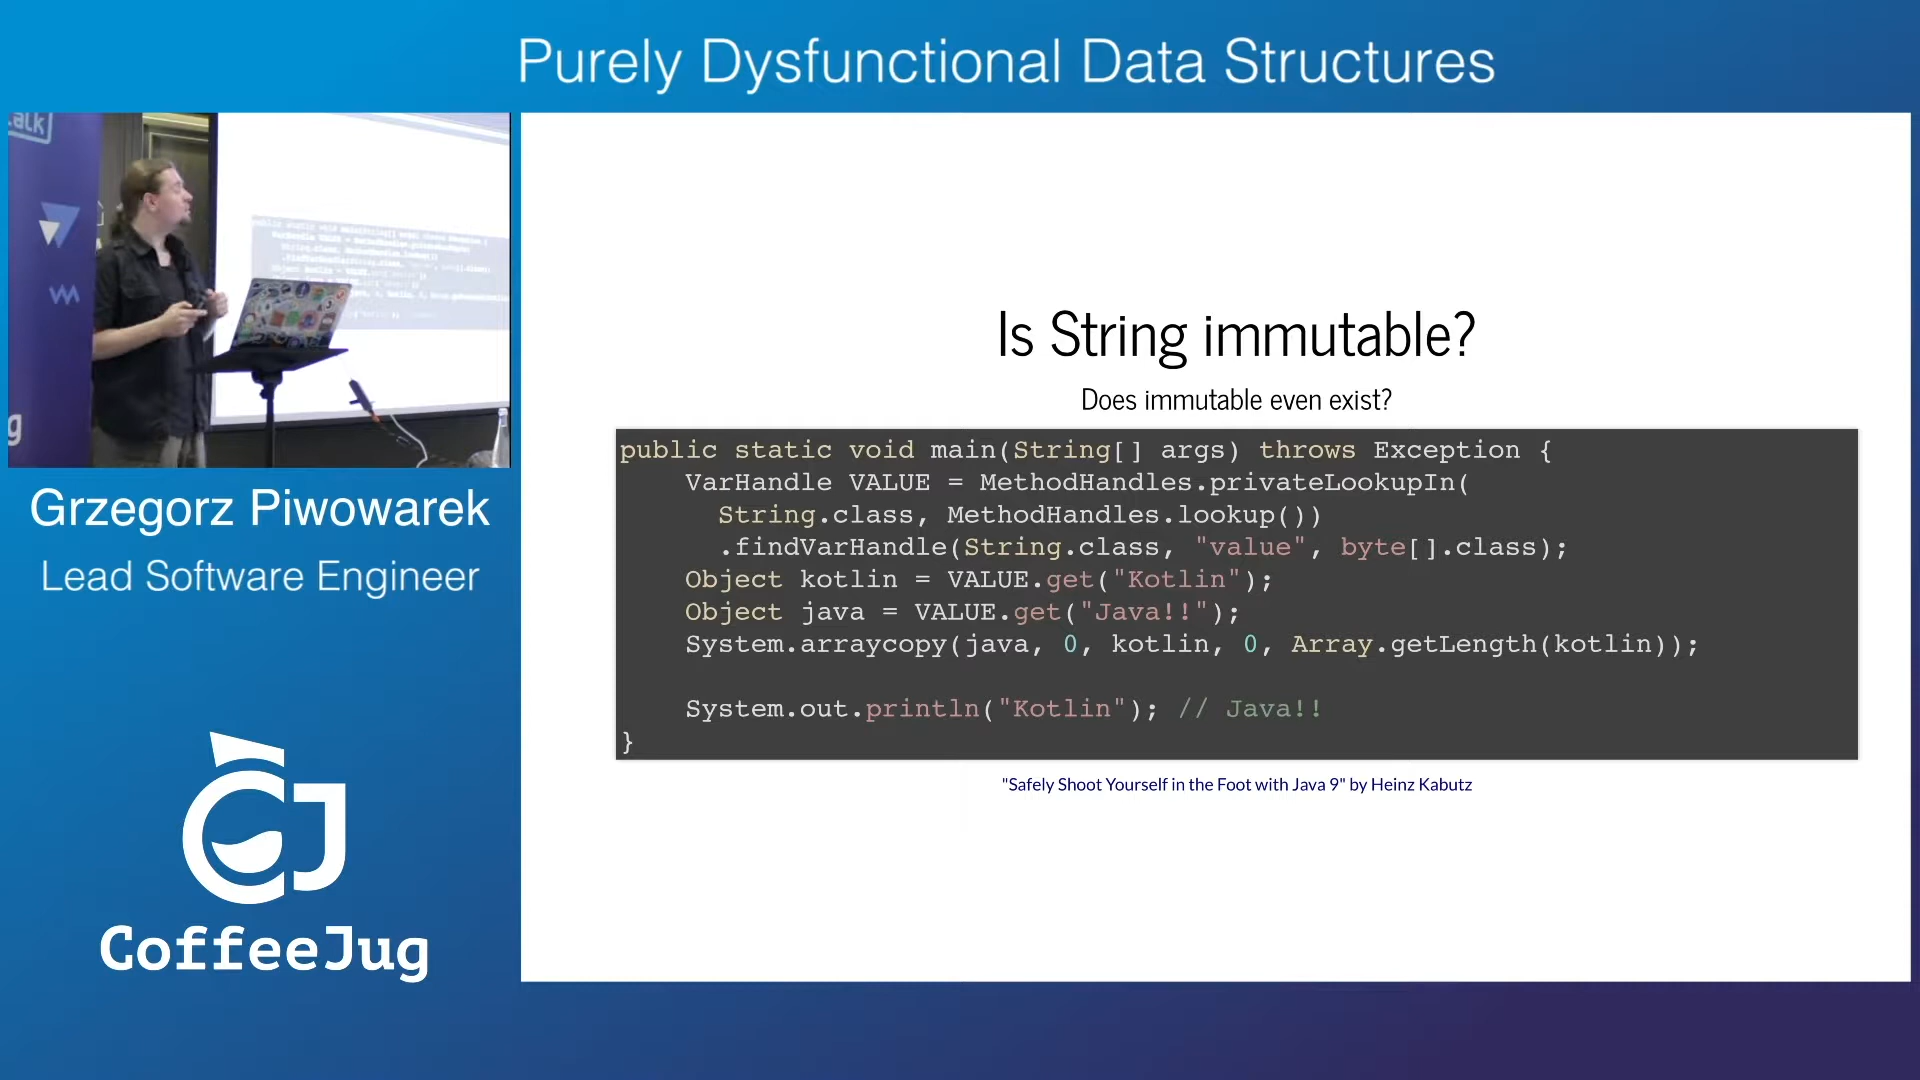 Purely Dysfunctional Data Structures
alk
g
Grzegorz Piwowarek
Lead Software Engineer
CJ
CoffeeJug
Is String immutable?
Does immutable even exist?
public static void main(String[] args) throws Exception {
    VarHandle VALUE = MethodHandles.privateLookupIn(
      String.class, MethodHandles.lookup())
      .findVarHandle(String.class, "value", byte[].class);
    Object kotlin = VALUE.get("Kotlin");
    Object java = VALUE.get("Java!!");
    System.arraycopy(java, 0, kotlin, 0, Array.getLength(kotlin));
    System.out.println("Kotlin"); // Java!!
}
"Safely Shoot Yourself in the Foot with Java 9" by Heinz Kabutz